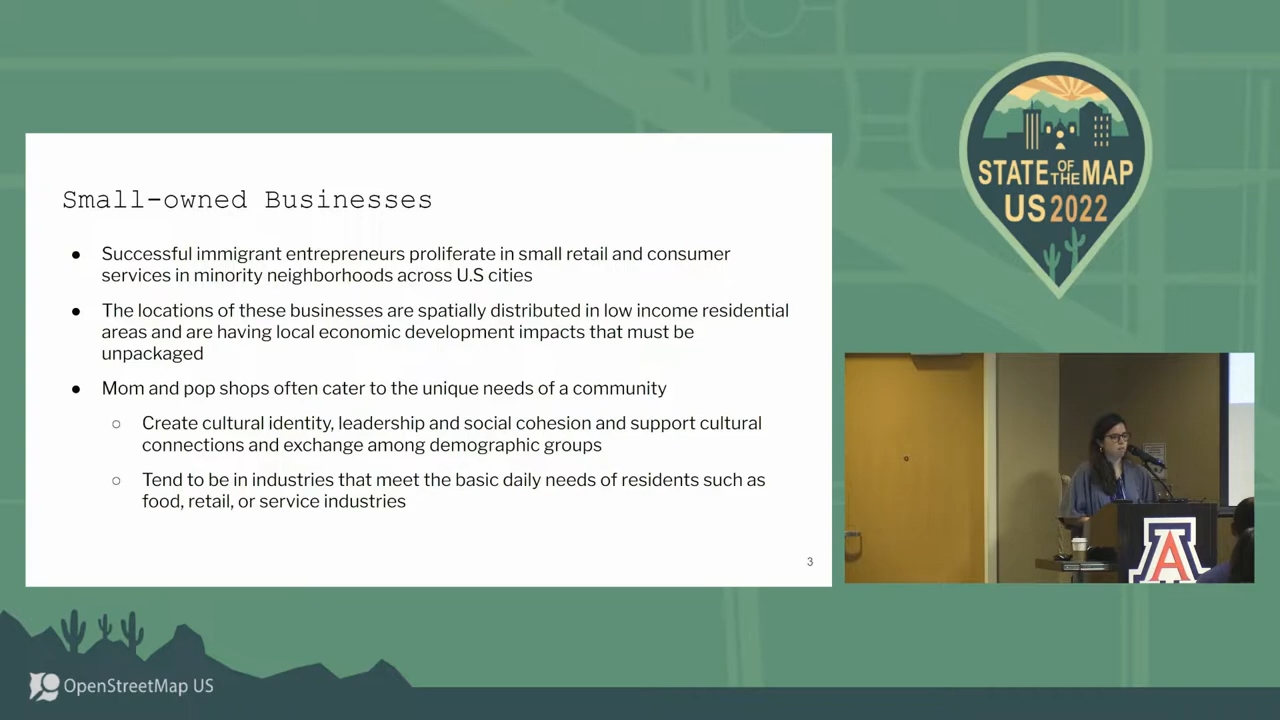 Small-owned Businesses
● Successful immigrant entrepreneurs proliferate in small retail and consumer
services in minority neighborhoods across U.S cities
● The locations of these businesses are spatially distributed in low income residential
areas and are having local economic development impacts that must be
unpackaged
● Mom and pop shops often cater to the unique needs of a community
○ Create cultural identity, leadership and social cohesion and support cultural
connections and exchange among demographic groups
○ Tend to be in industries that meet the basic daily needs of residents such as
food, retail, or service industries
3
STATE OF THE MAP
US 2022
A
OpenStreetMap US